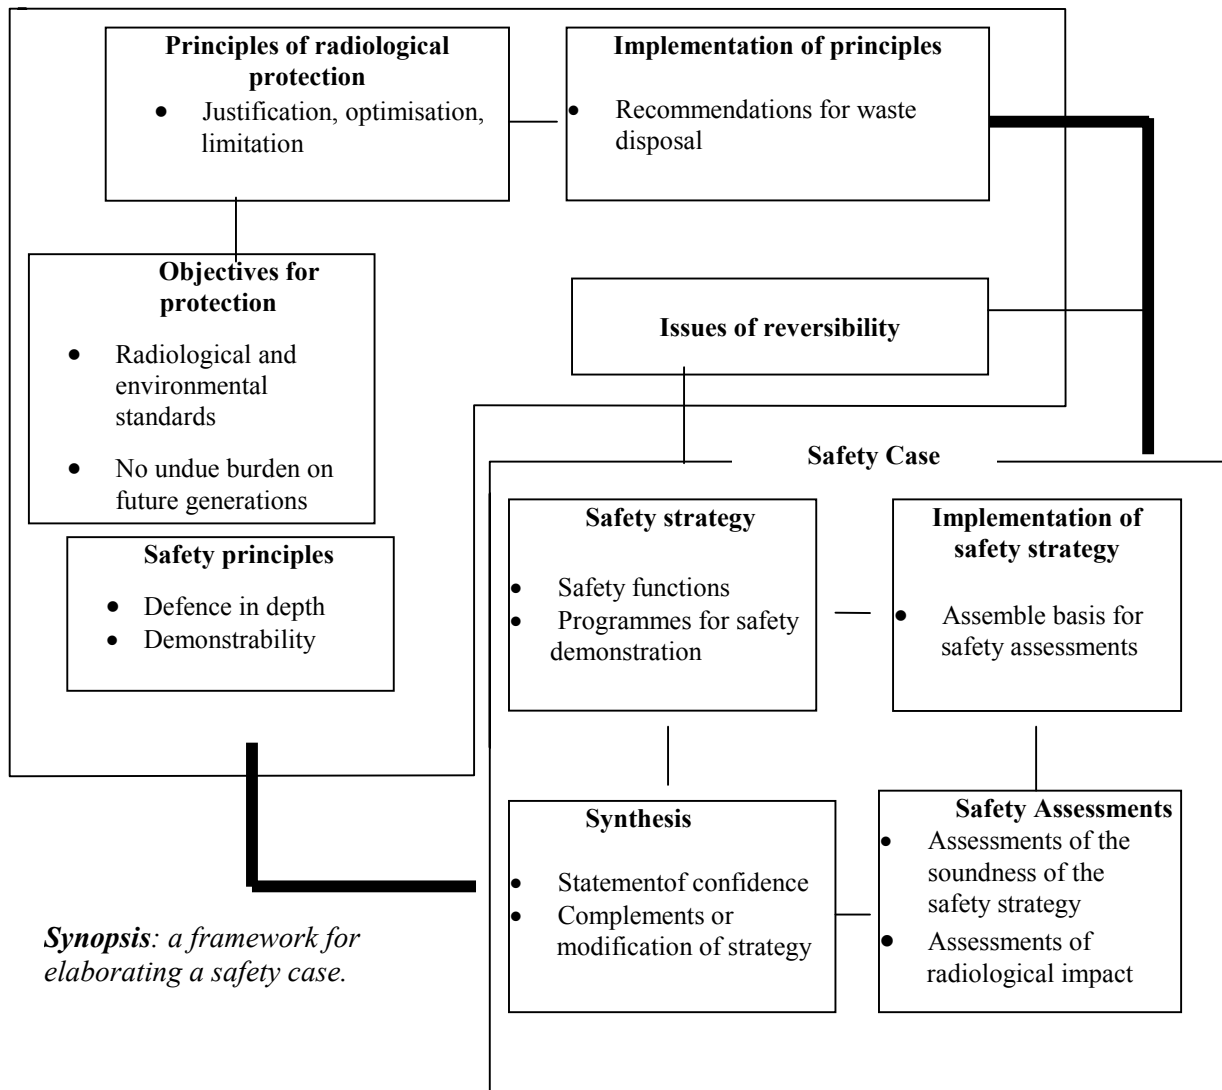 Principles of radiological
protection
● Justification, optimisation,
limitation
Implementation of principles
● Recommendations for waste
disposal
Objectives for
protection
● Radiological and
environmental
standards
● No undue burden on
future generations
Issues of reversibility
Safety principles
● Defence in depth
● Demonstrability
Safety Case
Safety strategy
● Safety functions
● Programmes for safety
demonstration
Implementation of
safety strategy
● Assemble basis for
safety assessments
Synthesis
● Statementof confidence
● Complements or
modification of strategy
Safety Assessments
● Assessments of the
soundness of the
safety strategy
● Assessments of
radiological impact
Synopsis: a framework for
elaborating a safety case.